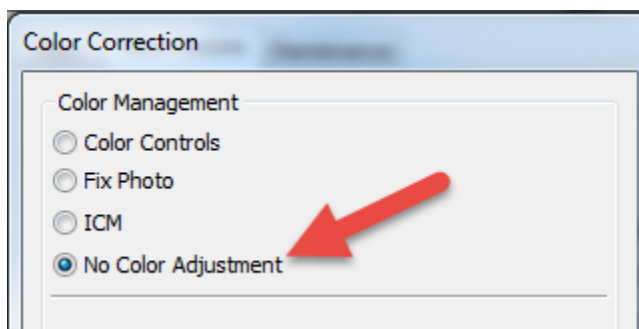 Color Correction
Color Management
Color Controls
Fix Photo
ICM
No Color Adjustment